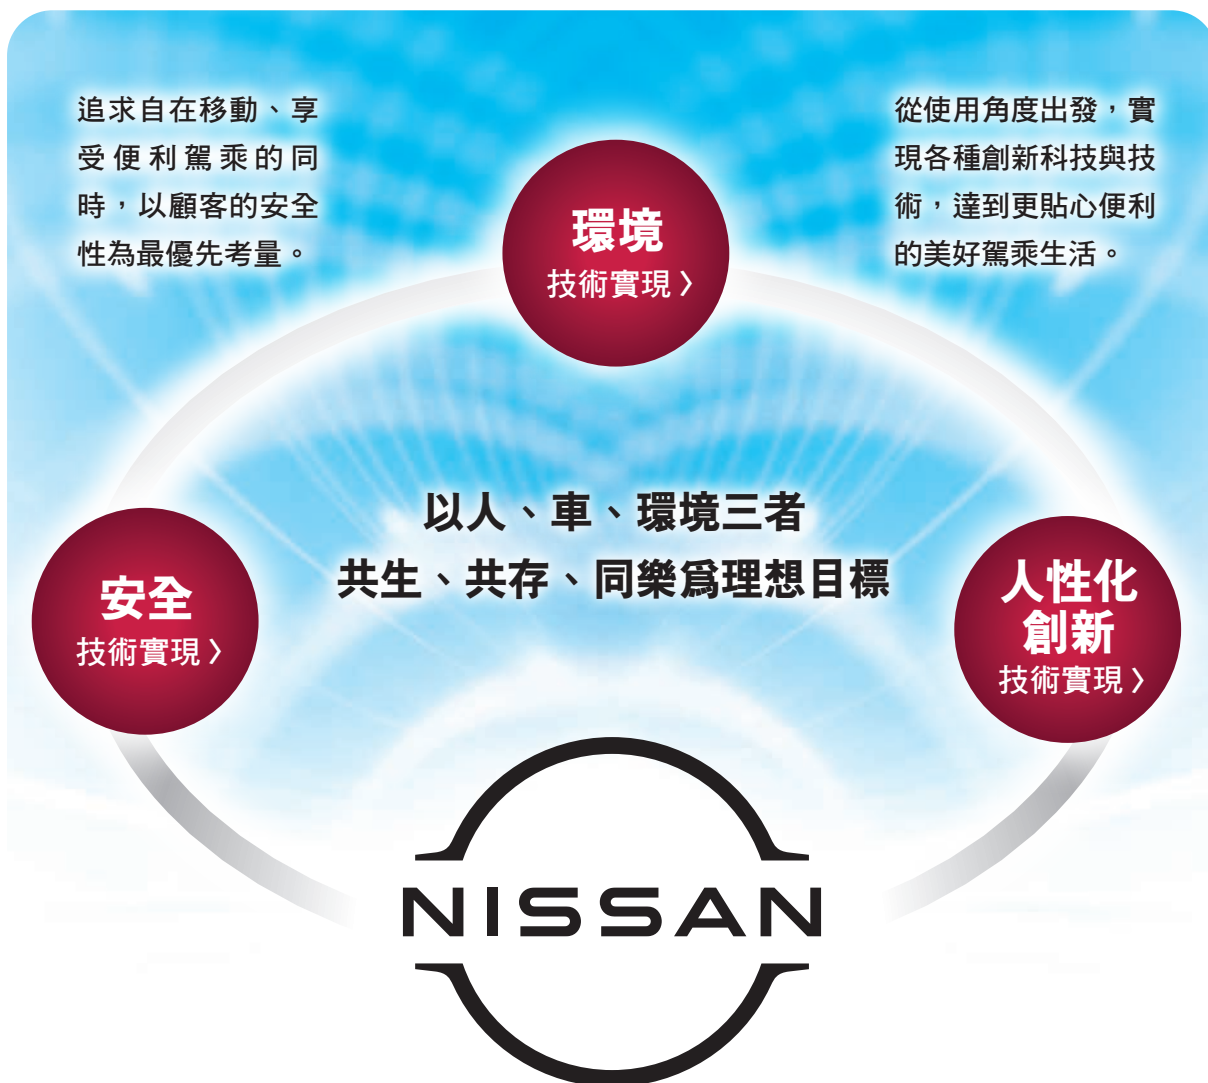 追求自在移動、享
受便利駕乘的同
時，以顧客的安全
性為最優先考量。
從使用角度出發，實
現各種創新科技與技
術，達到更貼心便利
的美好駕乘生活。
環境
技術實現〉
以人、車、環境三者
共生、共存、同樂爲理想目標
安全
技術實現〉
人性化
創新
技術實現〉
NISSAN